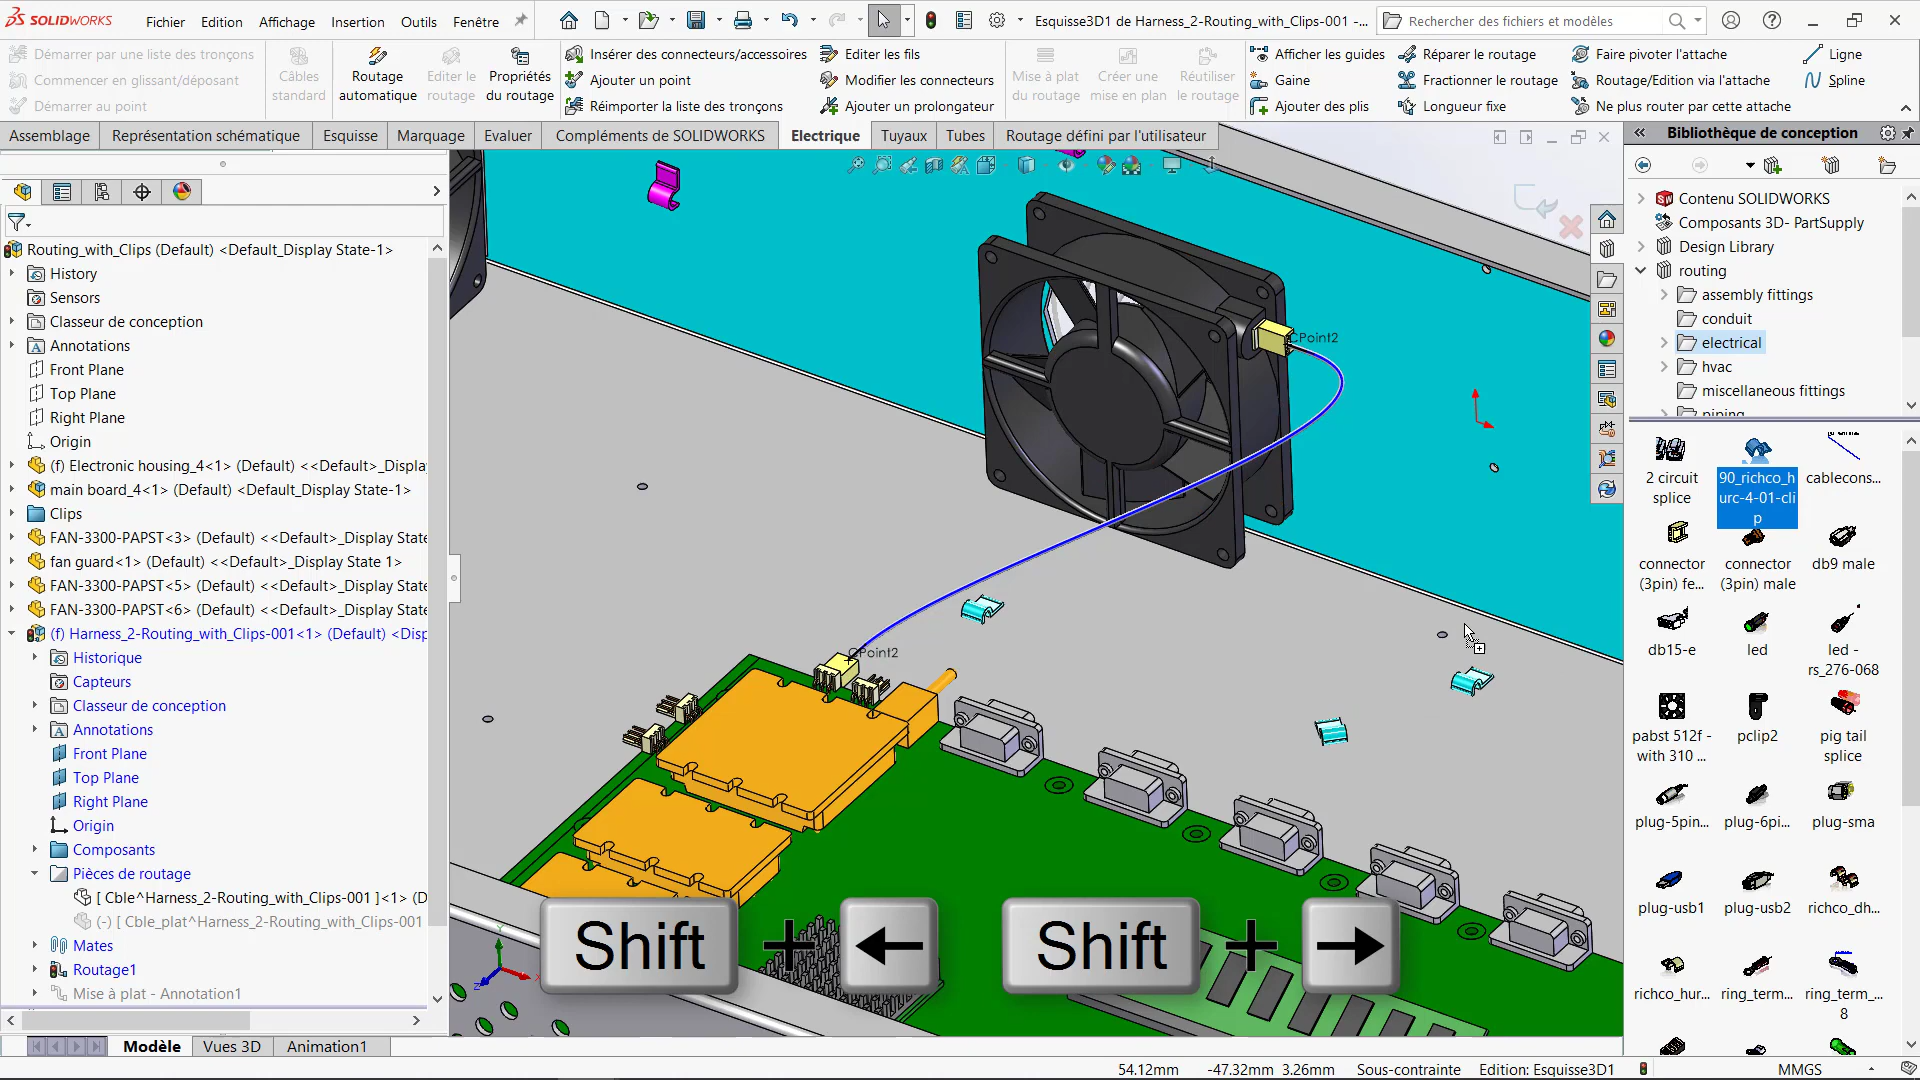 SOLIDWORKS
Fichier Edition Affichage Insertion Outils Fenêtre
Esquisse3D1 de Harness_2-Routing_with_Clips-001 -...
Rechercher des fichiers et modèles
Démarrer par une liste des tronçons
Commencen en glissant/déposant
Démarrer au point
Câbles standard
Routage automatique
Editer le routage
Propriétés du routage
Insérer des connecteurs/accessoires
Ajouter un point
Réimporter la liste des tronçons
Editer les fils
Modifier les connecteurs
Ajouter un prolongateur
Mise à plat du routage
Créer une mise en plan
Réutiliser le routage
Afficher les guides
Gaine
Ajouter des plis
Réparer le routage
Fractionner le routage
Longueur fixe
Faire pivoter l'attache
Routage/Edition via l'attache
Ne plus router par cette attache
Ligne
Spline
Assemblage Représentation schématique Esquisse Marquage Evaluer Compléments de SOLIDWORKS Electrique Tuyaux Tubes Routage défini par l'utilisateur
Routing_with_Clips (Default) <Default_Display State-1>
History
Sensors
Classeur de conception
Annotations
Front Plane
Top Plane
Right Plane
Origin
(f) Electronic housing_4<1> (Default) <<Default>_Displa
main board_4<1> (Default) <Default_Display State-1>
Clips
FAN-3300-PAPST<3> (Default) <<Default>_Display State
fan guard<1> (Default) <<Default>_Display State 1>
FAN-3300-PAPST<5> (Default) <<Default>_Display State
FAN-3300-PAPST<6> (Default) <<Default>_Display State
(f) Harness_2-Routing_with_Clips-001<1> (Default) <Disp
Historique
Capteurs
Classeur de conception
Annotations
Front Plane
Top Plane
Right Plane
Origin
Composants
Pièces de routage
[ Cble^Harness_2-Routing_with_Clips-001 ]<1> (D
(-) [ Cble_plat^Harness_2-Routing_with_Clips-001
Mates
Routage1
Mise à plat - Annotation1
Modèle Vues 3D Animation1
CPoint2
CPoint2
Shift + ← Shift + →
Bibliothèque de conception
Contenu SOLIDWORKS
Composants 3D- PartSupply
Design Library
routing
assembly fittings
conduit
electrical
hvac
miscellaneous fittings
piping
2 circuit splice
90_richco_hurc-4-01-clip
cablecons...
connector (3pin) fe...
connector (3pin) male
db9 male
db15-e
led
led - rs_276-068
pabst 512f - with 310 ...
pclip2
pig tail splice
plug-5pin...
plug-6pi...
plug-sma
plug-usb1
plug-usb2
richco_dh...
richco_hur...
ring_term...
ring_term_...8
54.12mm -47.32mm 3.26mm Sous-contrainte Edition: Esquisse3D1 MMGS